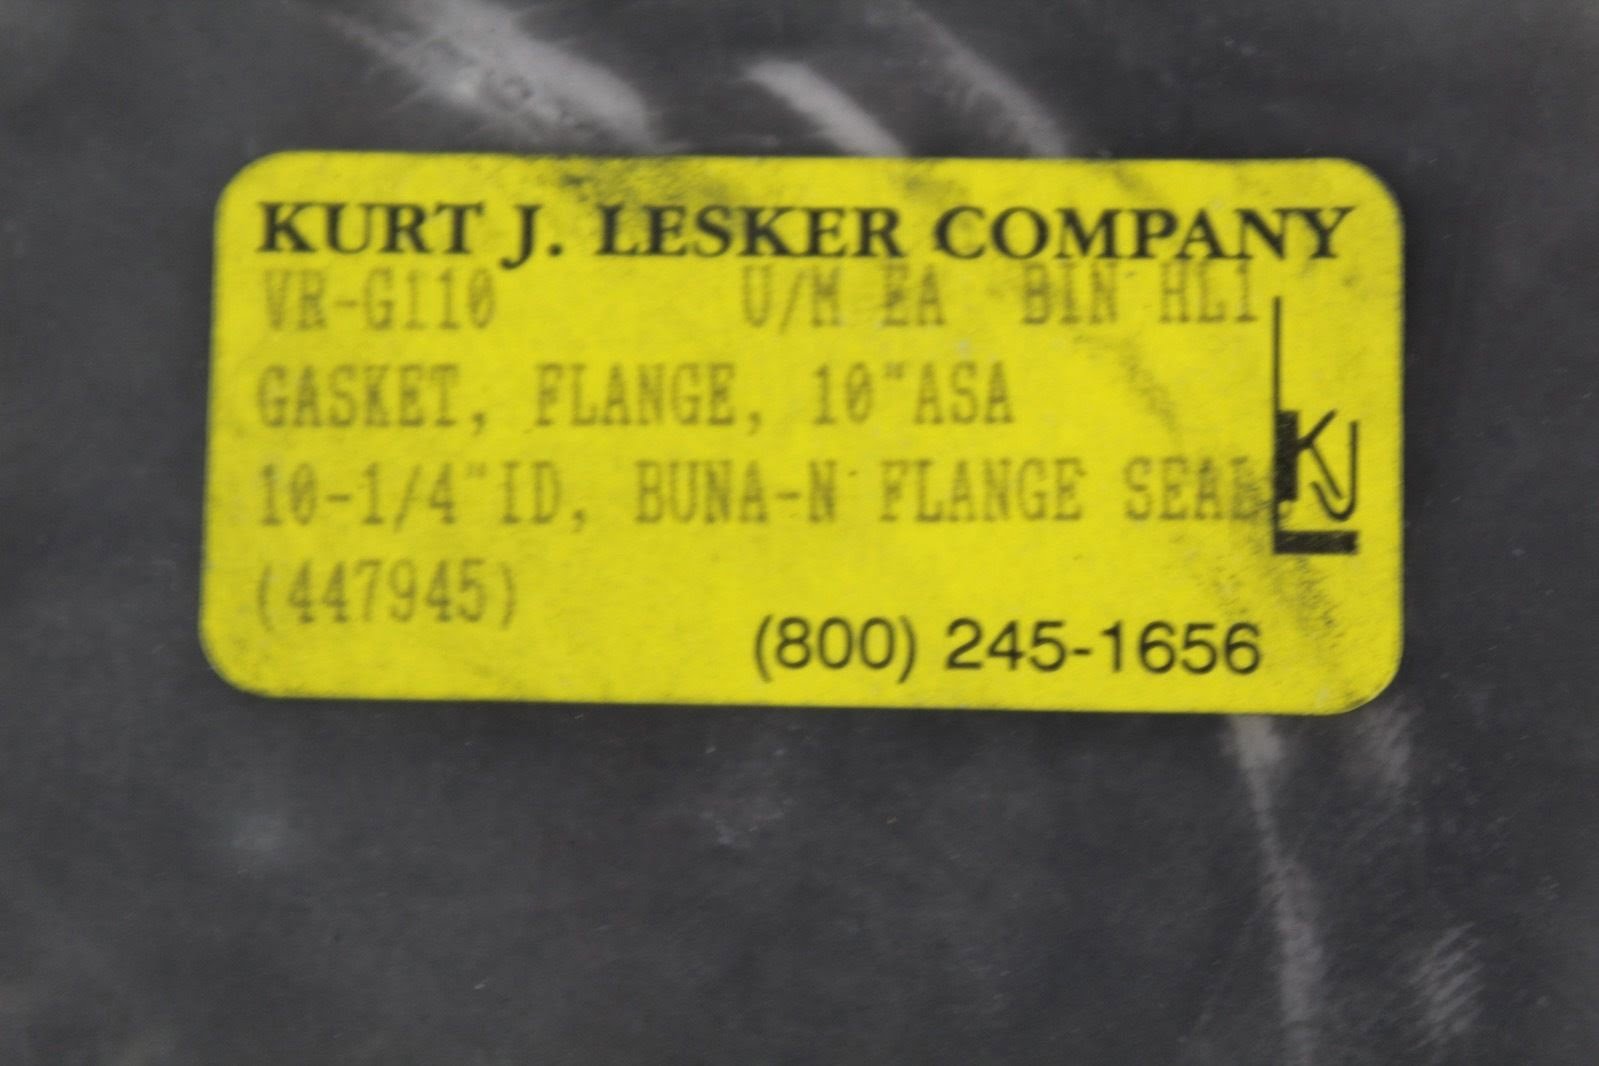 KURT J. LESKER COMPANY
VR-G110 U/M EA BIN HL1
GASKET, FLANGE, 10"ASA
10-1/4"ID, BUNA-N FLANGE SEAL,
(447945)
(800) 245-1656
KJL